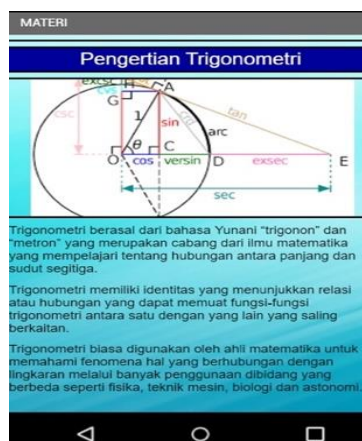 MATERI
Pengertian Trigonometri
excsc
cvs
H
A
G
csc
1
sin
crd
tan
arc
θ
C
O
cos
versin
D
exsec
E
sec
Trigonometri berasal dari bahasa Yunani “trigonon” dan
“metron” yang merupakan cabang dari ilmu matematika
yang mempelajari tentang hubungan antara panjang dan
sudut segitiga.
Trigonometri memiliki identitas yang menunjukkan relasi
atau hubungan yang dapat memuat fungsi-fungsi
trigonometri antara satu dengan yang lain yang saling
berkaitan.
Trigonometri biasa digunakan oleh ahli matematika untuk
memahami fenomena hal yang berhubungan dengan
lingkaran melalui banyak penggunaan dibidang yang
berbeda seperti fisika, teknik mesin, biologi dan astonomi.